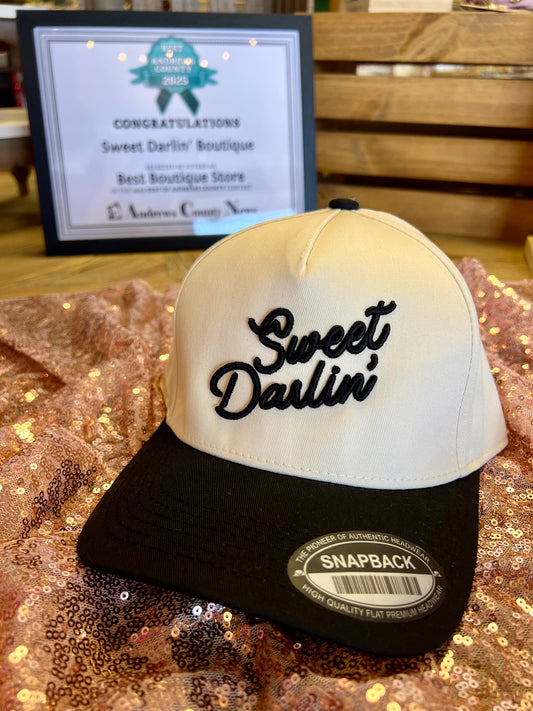 BEST OF
ANDREWS
COUNTY
2025
CONGRATULATIONS
Sweet Darlin' Boutique
Best Boutique Store
Andrews County News
Sweet
Darlin'
THE PIONEER OF AUTHENTIC HEADWEAR
SNAPBACK
HIGH QUALITY FLAT PREMIUM HEADWEAR